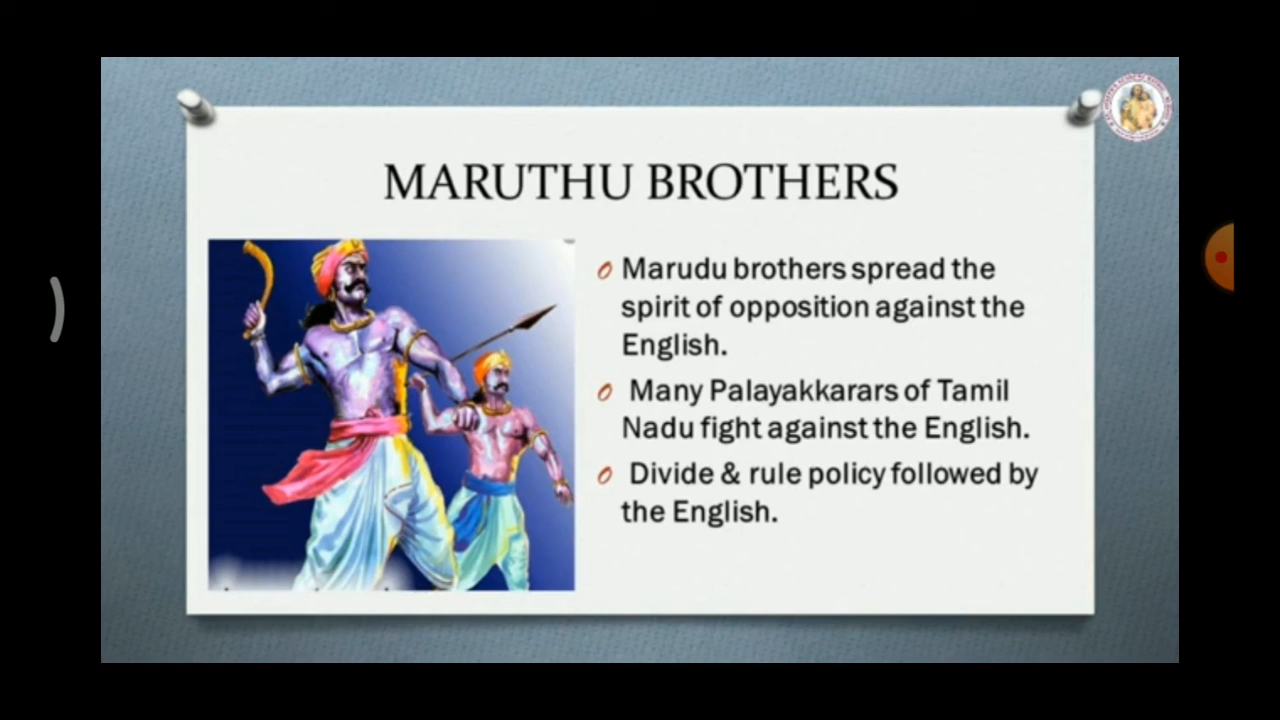 MARUTHU BROTHERS
Marudu brothers spread the
spirit of opposition against the
English.
Many Palayakkarars of Tamil
Nadu fight against the English.
Divide & rule policy followed by
the English.